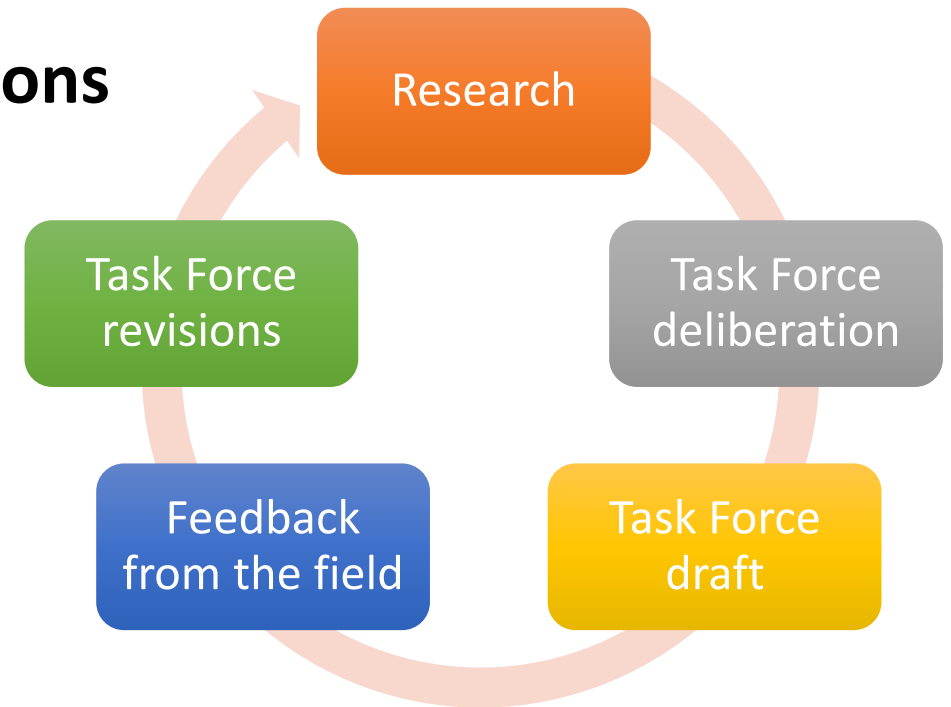 ons
Research
Task Force
deliberation
Task Force
draft
Feedback
from the field
Task Force
revisions